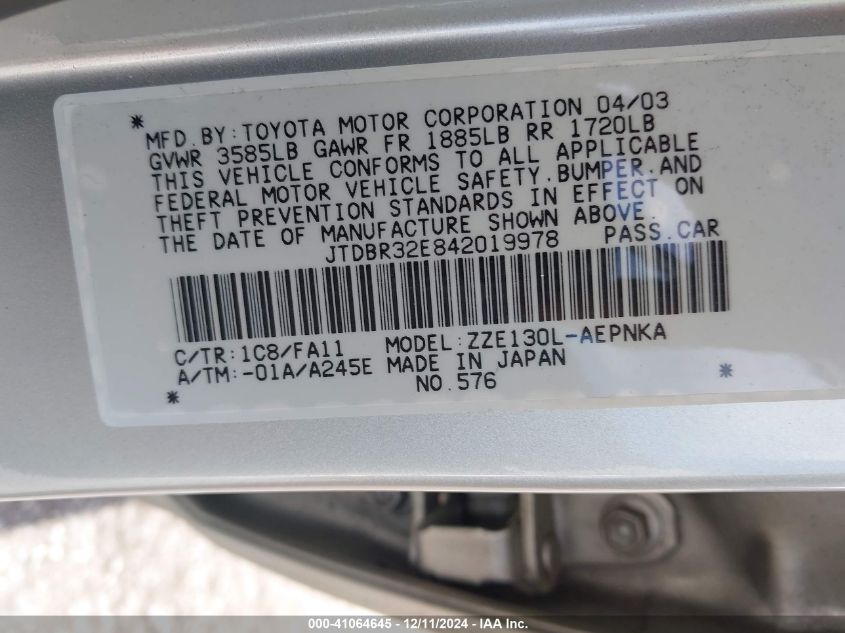 *
MFD.BY:TOYOTA MOTOR CORPORATION 04/03
GVWR 3585LB GAWR FR 1885LB RR 1720LB
THIS VEHICLE CONFORMS TO ALL APPLICABLE
FEDERAL MOTOR VEHICLE SAFETY,BUMPER,AND
THEFT PREVENTION STANDARDS IN EFFECT ON
THE DATE OF MANUFACTURE SHOWN ABOVE.
JTDBR32E842019978 PASS.CAR
C/TR:1C8/FA11 MODEL:ZZE130L-AEPNKA
A/TM:-01A/A245E MADE IN JAPAN
NO.576
* *
000-41064645 - 12/11/2024 - IAA Inc.